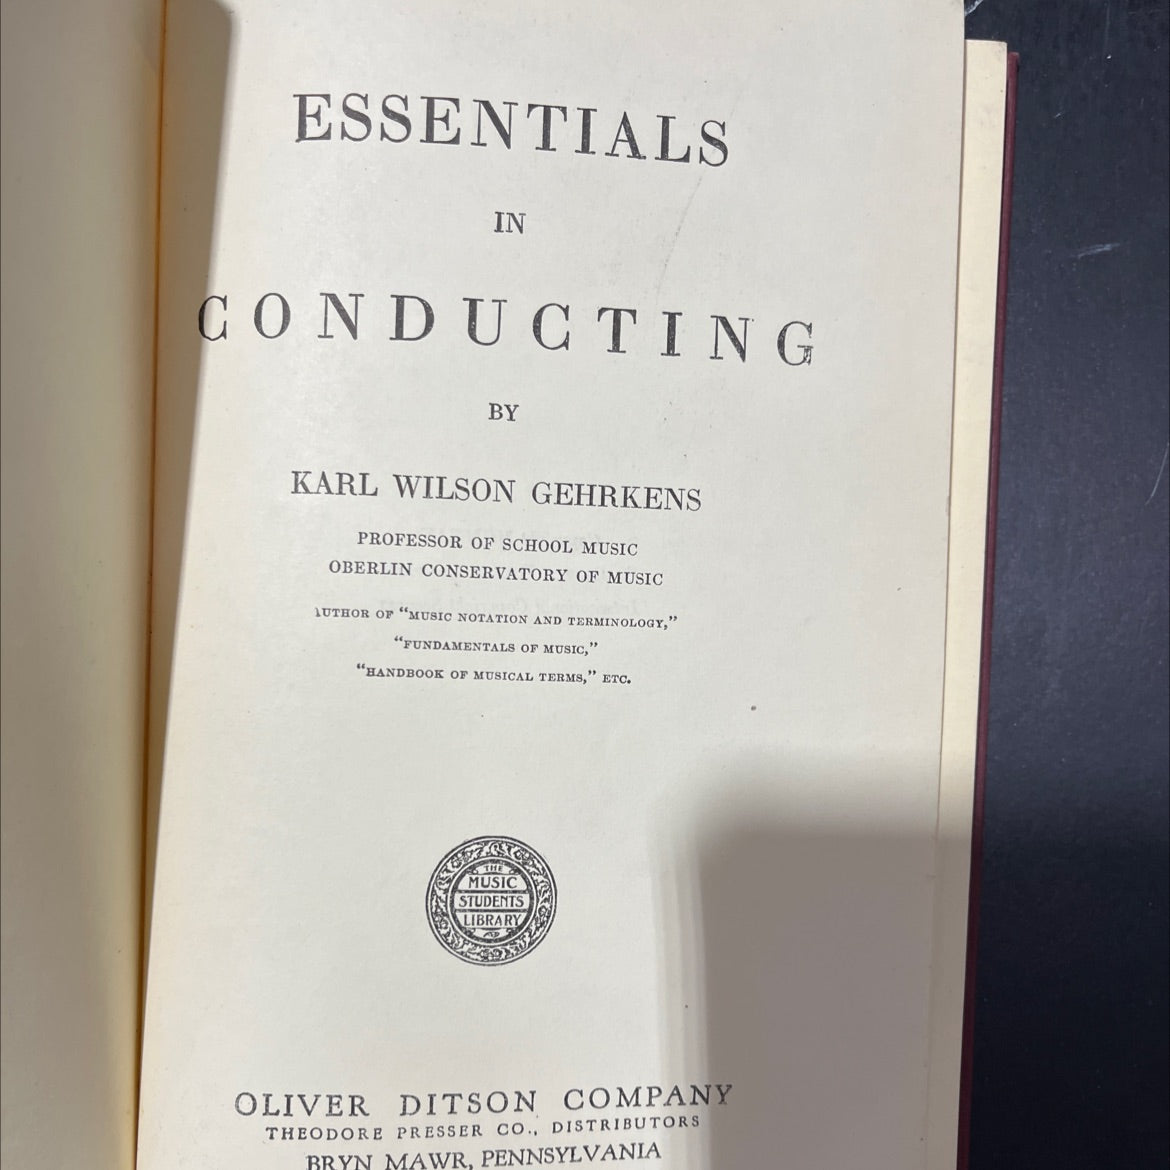 ESSENTIALS
IN
CONDUCTING
BY
KARL WILSON GEHRKENS
PROFESSOR OF SCHOOL MUSIC
OBERLIN CONSERVATORY OF MUSIC
AUTHOR OF "MUSIC NOTATION AND TERMINOLOGY,"
"FUNDAMENTALS OF MUSIC,"
"HANDBOOK OF MUSICAL TERMS," ETC.
THE
MUSIC
STUDENTS
LIBRARY
OLIVER DITSON COMPANY
THEODORE PRESSER CO., DISTRIBUTORS
BRYN MAWR, PENNSYLVANIA